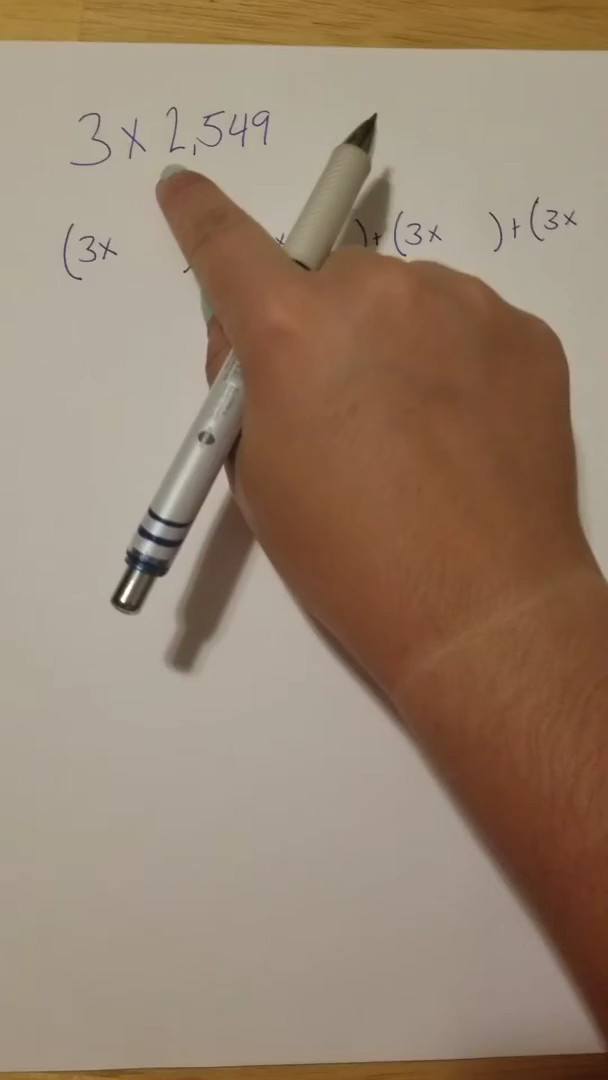 3 x 2,549
(3x ) x )+(3x )+(3x